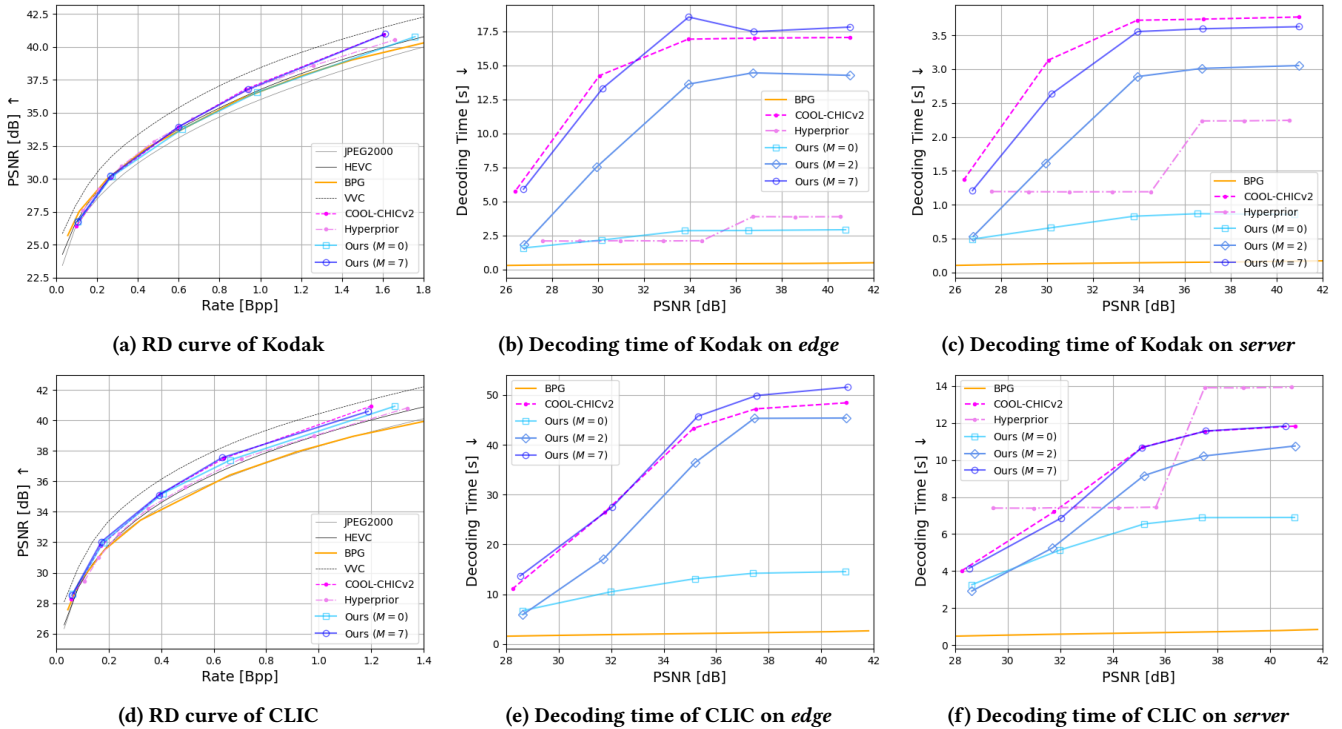 42.5
40.0
37.5
35.0
32.5
30.0
27.5
25.0
22.5
PSNR [dB] ↑
0.0 0.2 0.4 0.6 0.8 1.0 1.2 1.4 1.6 1.8
Rate [Bpp]
JPEG2000
HEVC
BPG
VVC
COOL-CHICv2
Hyperprior
Ours (M = 0)
Ours (M = 7)
(a) RD curve of Kodak
17.5
15.0
12.5
10.0
7.5
5.0
2.5
0.0
Decoding Time [s] ↓
26 28 30 32 34 36 38 40 42
PSNR [dB]
BPG
COOL-CHICv2
Hyperprior
Ours (M = 0)
Ours (M = 2)
Ours (M = 7)
(b) Decoding time of Kodak on edge
3.5
3.0
2.5
2.0
1.5
1.0
0.5
0.0
Decoding Time [s] ↓
26 28 30 32 34 36 38 40 42
PSNR [dB]
BPG
COOL-CHICv2
Hyperprior
Ours (M = 0)
Ours (M = 2)
Ours (M = 7)
(c) Decoding time of Kodak on server
42
40
38
36
34
32
30
28
26
PSNR [dB] ↑
0.0 0.2 0.4 0.6 0.8 1.0 1.2 1.4
Rate [Bpp]
JPEG2000
HEVC
BPG
VVC
COOL-CHICv2
Hyperprior
Ours (M = 0)
Ours (M = 7)
(d) RD curve of CLIC
50
40
30
20
10
0
Decoding Time [s] ↓
28 30 32 34 36 38 40 42
PSNR [dB]
BPG
COOL-CHICv2
Ours (M = 0)
Ours (M = 2)
Ours (M = 7)
(e) Decoding time of CLIC on edge
14
12
10
8
6
4
2
0
Decoding Time [s] ↓
28 30 32 34 36 38 40 42
PSNR [dB]
BPG
COOL-CHICv2
Hyperprior
Ours (M = 0)
Ours (M = 2)
Ours (M = 7)
(f) Decoding time of CLIC on server